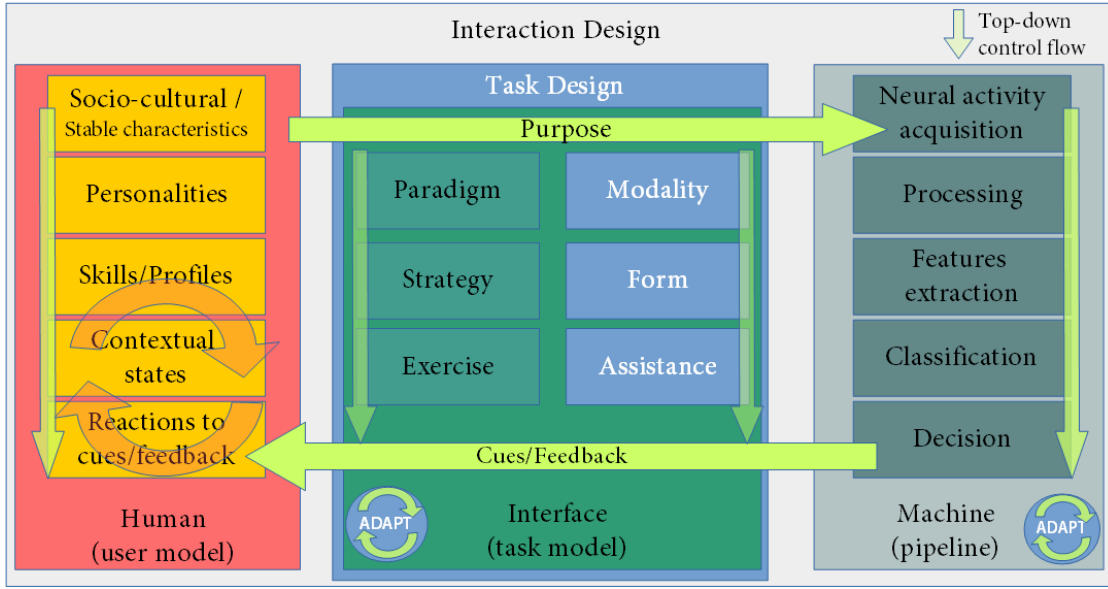 Interaction Design
Top-down
control flow
Socio-cultural /
Stable characteristics
Personalities
Skills/Profiles
Contextual
states
Reactions to
cues/feedback
Human
(user model)
Task Design
Purpose
Paradigm
Modality
Strategy
Form
Exercise
Assistance
Cues/Feedback
ADAPT
Interface
(task model)
Neural activity
acquisition
Processing
Features
extraction
Classification
Decision
Machine
(pipeline)
ADAPT